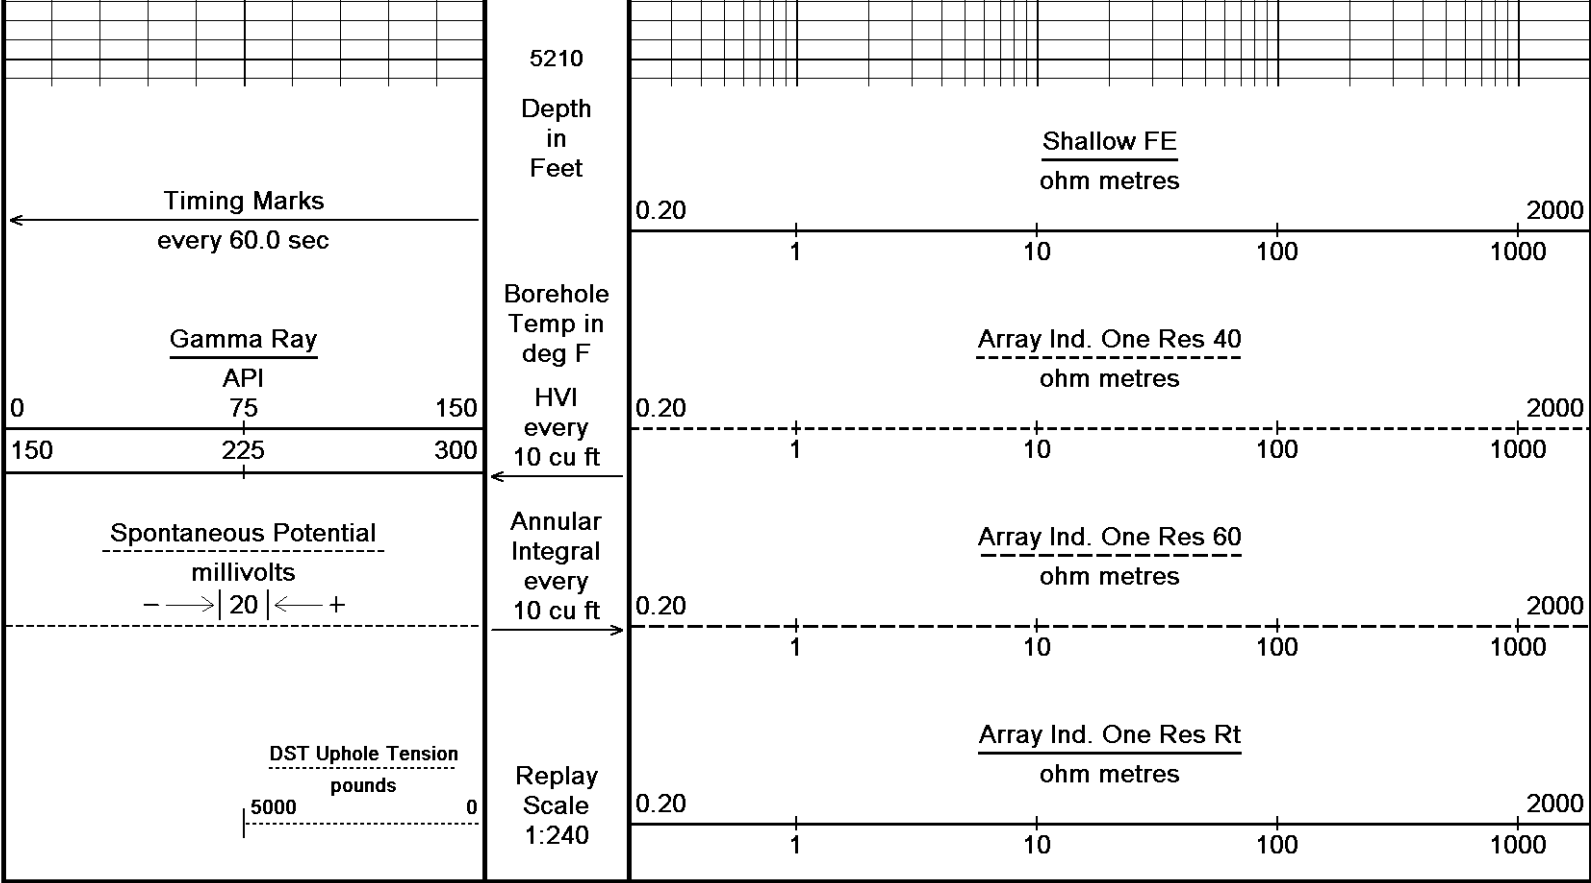 5210
Depth
in
Feet
Timing Marks
every 60.0 sec
Gamma Ray
API
0 75 150
150 225 300
Spontaneous Potential
millivolts
− 20 +
DST Uphole Tension
pounds
5000 0
Borehole
Temp in
deg F
HVI
every
10 cu ft
Annular
Integral
every
10 cu ft
Replay
Scale
1:240
Shallow FE
ohm metres
0.20 2000
1 10 100 1000
Array Ind. One Res 40
ohm metres
0.20 2000
1 10 100 1000
Array Ind. One Res 60
ohm metres
0.20 2000
1 10 100 1000
Array Ind. One Res Rt
ohm metres
0.20 2000
1 10 100 1000